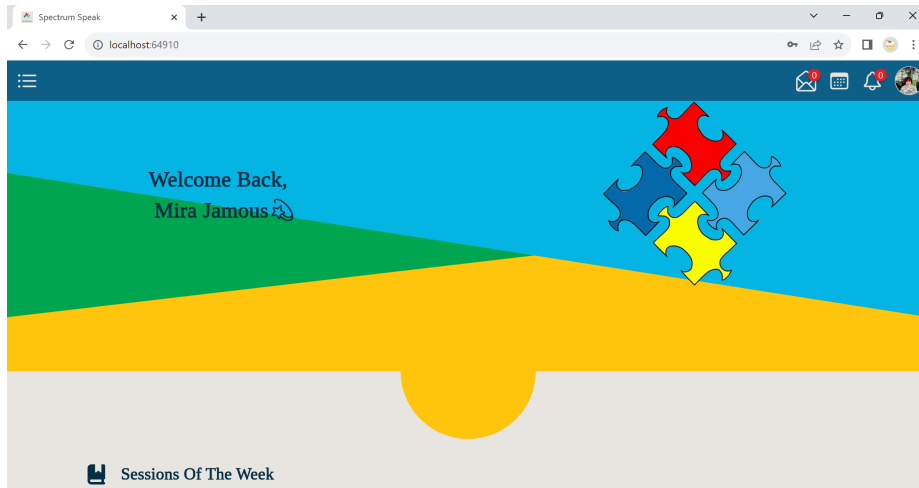 Spectrum Speak
localhost:64910
0
0
Welcome Back,
Mira Jamous
Sessions Of The Week